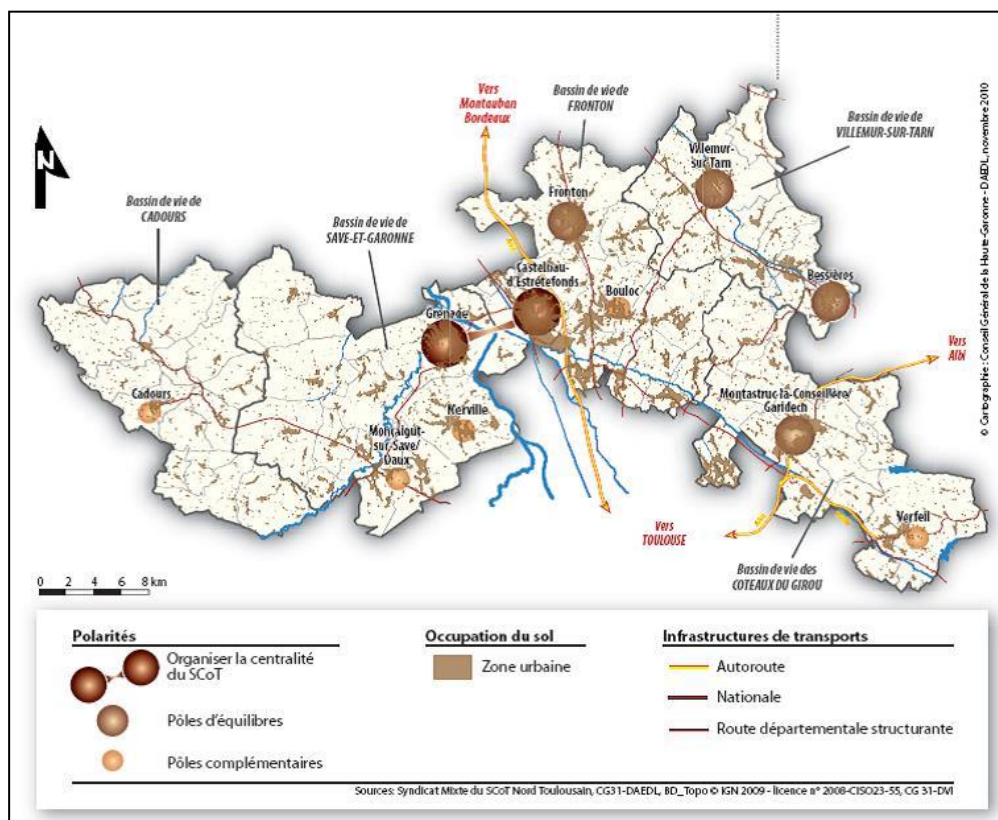 Vers
Montauban
Bordeaux
Bassin de vie de
FRONTON
Bassin de vie de
VILLEMUR-SUR-TARN
Villemur-
sur-Tarn
N
Bassin de vie de
CADOURS
Bassin de vie de
SAVE-ET-GARONNE
Fronton
Castelnau-
d'Estrétefonds
Bouloc
Bessières
Grenade
Vers
Albi
Cadours
Merville
Montaigut-
sur-Save/
Daux
Montastruc-la-Conseillère/
Garidech
Vers
TOULOUSE
Verfeil
Bassin de vie des
COTEAUX DU GIROU
0 2 4 6 8 km
© Cartographie : Conseil Général de la Haute-Garonne - DAEDL, novembre 2010
Polarités
Organiser la centralité
du SCoT
Pôles d'équilibres
Pôles complémentaires
Occupation du sol
Zone urbaine
Infrastructures de transports
Autoroute
Nationale
Route départementale structurante
Sources: Syndicat Mixte du SCoT Nord Toulousain, CG31-DAEDL, BD_Topo © IGN 2009 - licence n° 2008-CISO23-55, CG 31-DVI